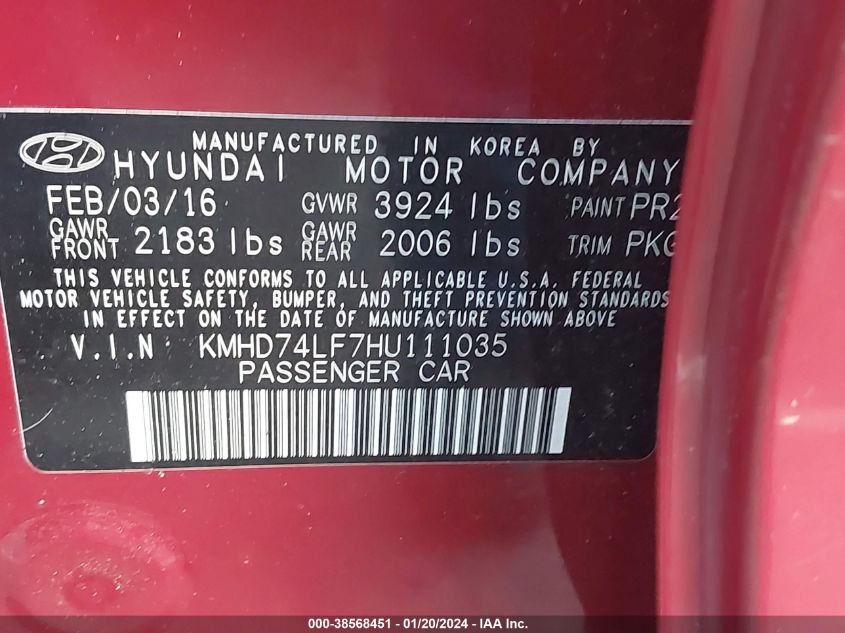 MANUFACTURED IN KOREA BY
HYUNDAI MOTOR COMPANY
FEB/03/16 GVWR 3924 lbs PAINT PR2
GAWR FRONT 2183 lbs GAWR REAR 2006 lbs TRIM PKG
THIS VEHICLE CONFORMS TO ALL APPLICABLE U.S.A. FEDERAL
MOTOR VEHICLE SAFETY, BUMPER, AND THEFT PREVENTION STANDARDS
IN EFFECT ON THE DATE OF MANUFACTURE SHOWN ABOVE
V.I.N KMHD74LF7HU111035
PASSENGER CAR
000-38568451 - 01/20/2024 - IAA Inc.